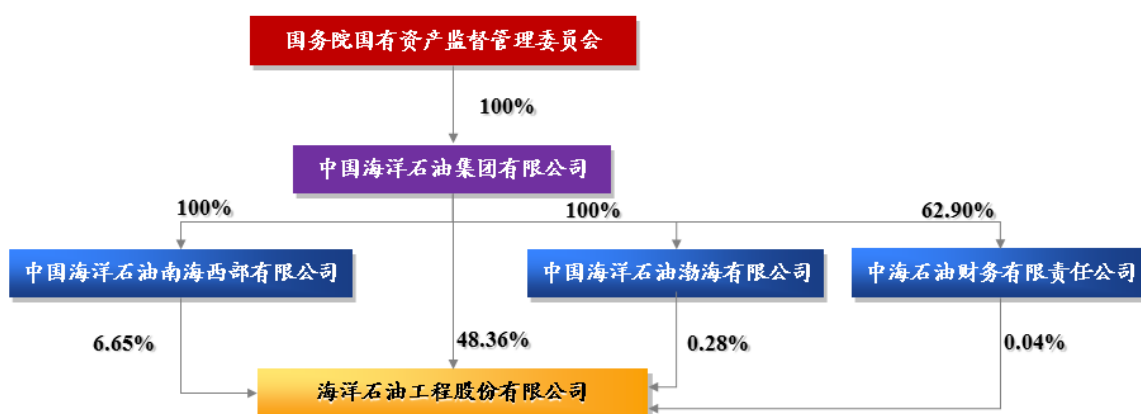 国务院国有资产监督管理委员会
100%
中国海洋石油集团有限公司
100%
100%
62.90%
中国海洋石油南海西部有限公司
中国海洋石油渤海有限公司
中海石油财务有限责任公司
6.65%
48.36%
0.28%
0.04%
海洋石油工程股份有限公司